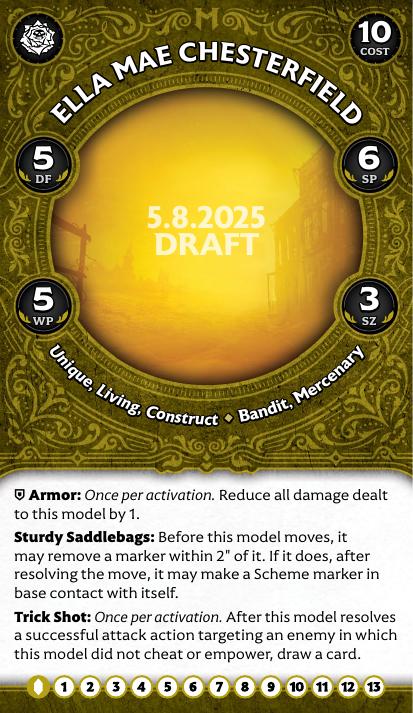 10
COST
ELLA MAE CHESTERFIELD
5
DF
6
SP
5.8.2025
DRAFT
5
WP
3
SZ
Unique, Living, Construct ◆ Bandit, Mercenary
Armor: Once per activation. Reduce all damage dealt
to this model by 1.
Sturdy Saddlebags: Before this model moves, it
may remove a marker within 2" of it. If it does, after
resolving the move, it may make a Scheme marker in
base contact with itself.
Trick Shot: Once per activation. After this model resolves
a successful attack action targeting an enemy in which
this model did not cheat or empower, draw a card.
1 2 3 4 5 6 7 8 9 10 11 12 13